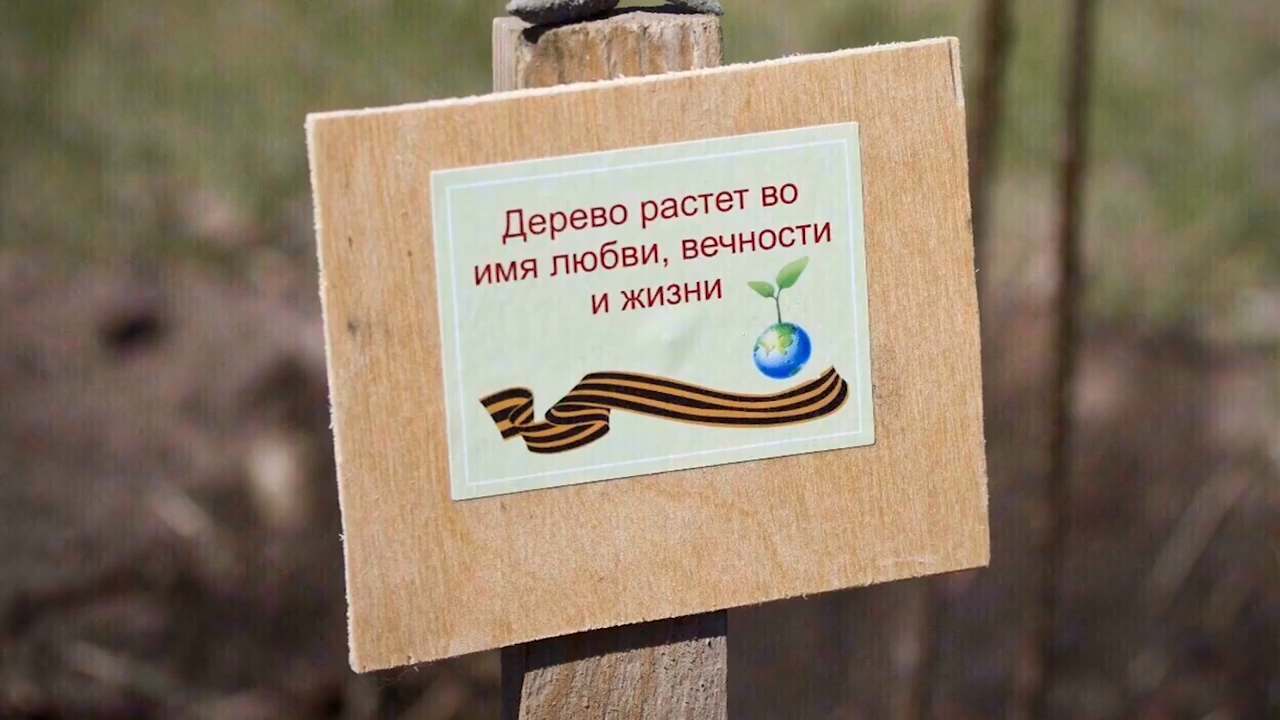 Дерево растет во
имя любви, вечности
и жизни